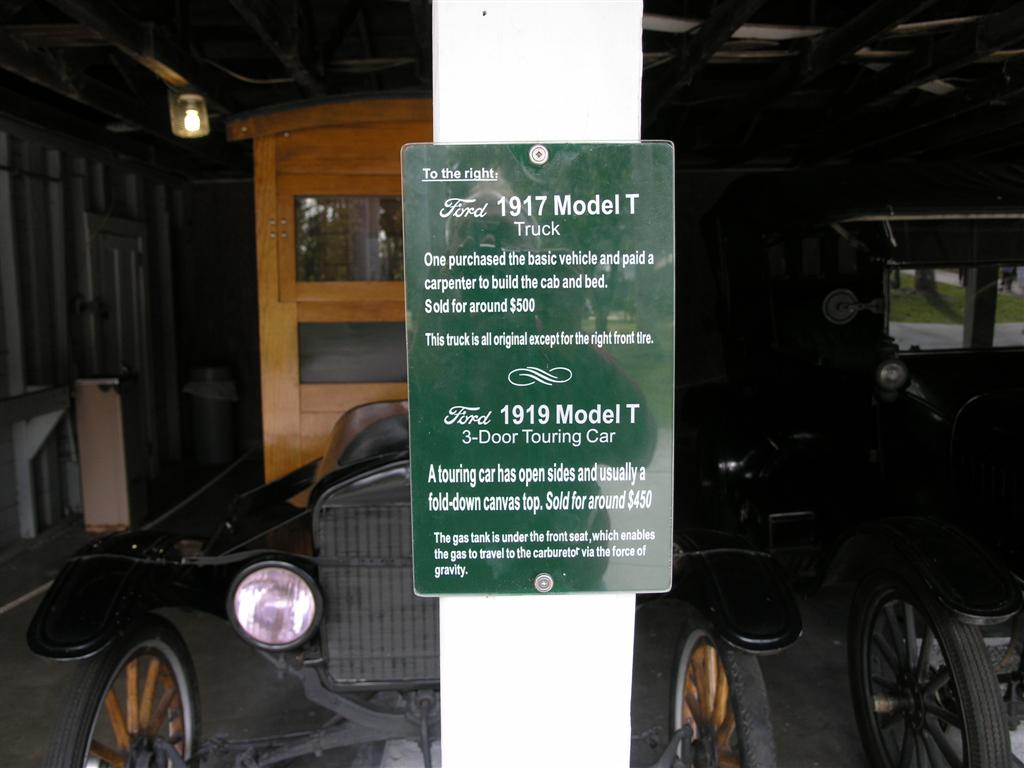 To the right:
Ford 1917 Model T
Truck
One purchased the basic vehicle and paid a
carpenter to build the cab and bed.
Sold for around $500
This truck is all original except for the right front tire.
Ford 1919 Model T
3-Door Touring Car
A touring car has open sides and usually a
fold-down canvas top. Sold for around $450
The gas tank is under the front seat, which enables
the gas to travel to the carburetor via the force of
gravity.